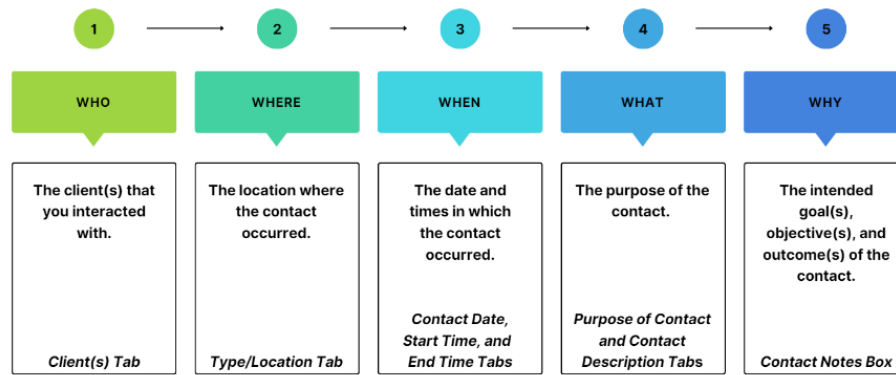 1
2
3
4
5
WHO
WHERE
WHEN
WHAT
WHY
The client(s) that
you interacted
with.
Client(s) Tab
The location where
the contact
occurred.
Type/Location Tab
The date and
times in which
the contact
occurred.
Contact Date,
Start Time, and
End Time Tabs
The purpose of the
contact.
Purpose of Contact
and Contact
Description Tabs
The intended
goal(s),
objective(s), and
outcome(s) of the
contact.
Contact Notes Box